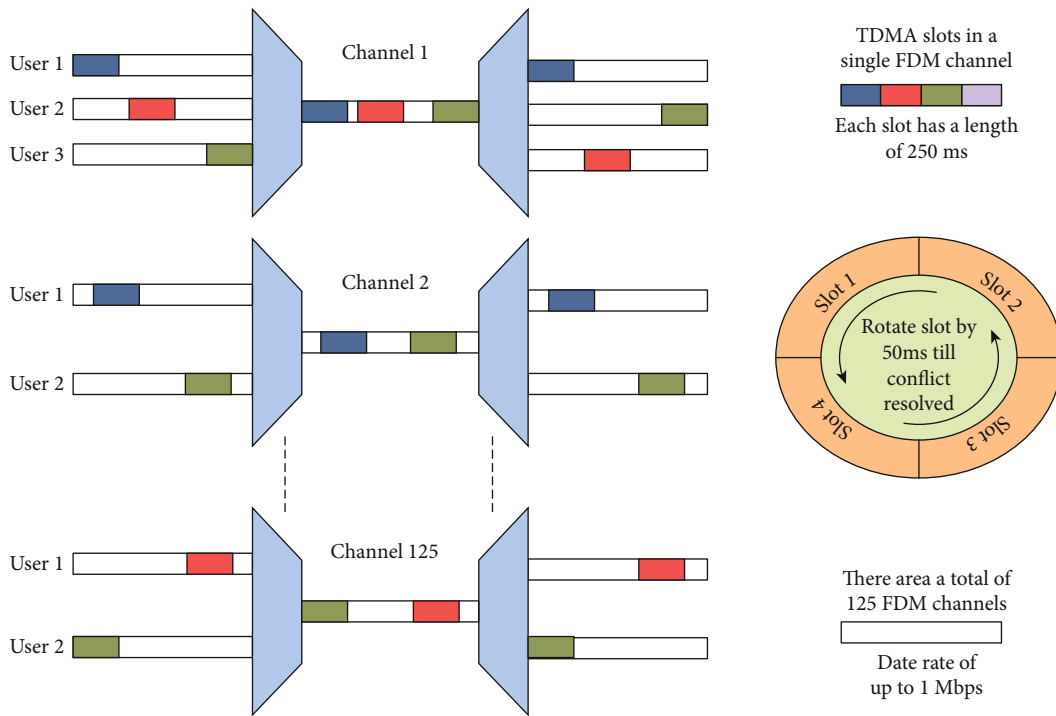 User 1
User 2
User 3
Channel 1
TDMA slots in a
single FDM channel
Each slot has a length
of 250 ms
User 1
User 2
Channel 2
Slot 1
Slot 2
Slot 3
Slot 4
Rotate slot by
50ms till
conflict
resolved
User 1
User 2
Channel 125
There area a total of
125 FDM channels
Date rate of
up to 1 Mbps